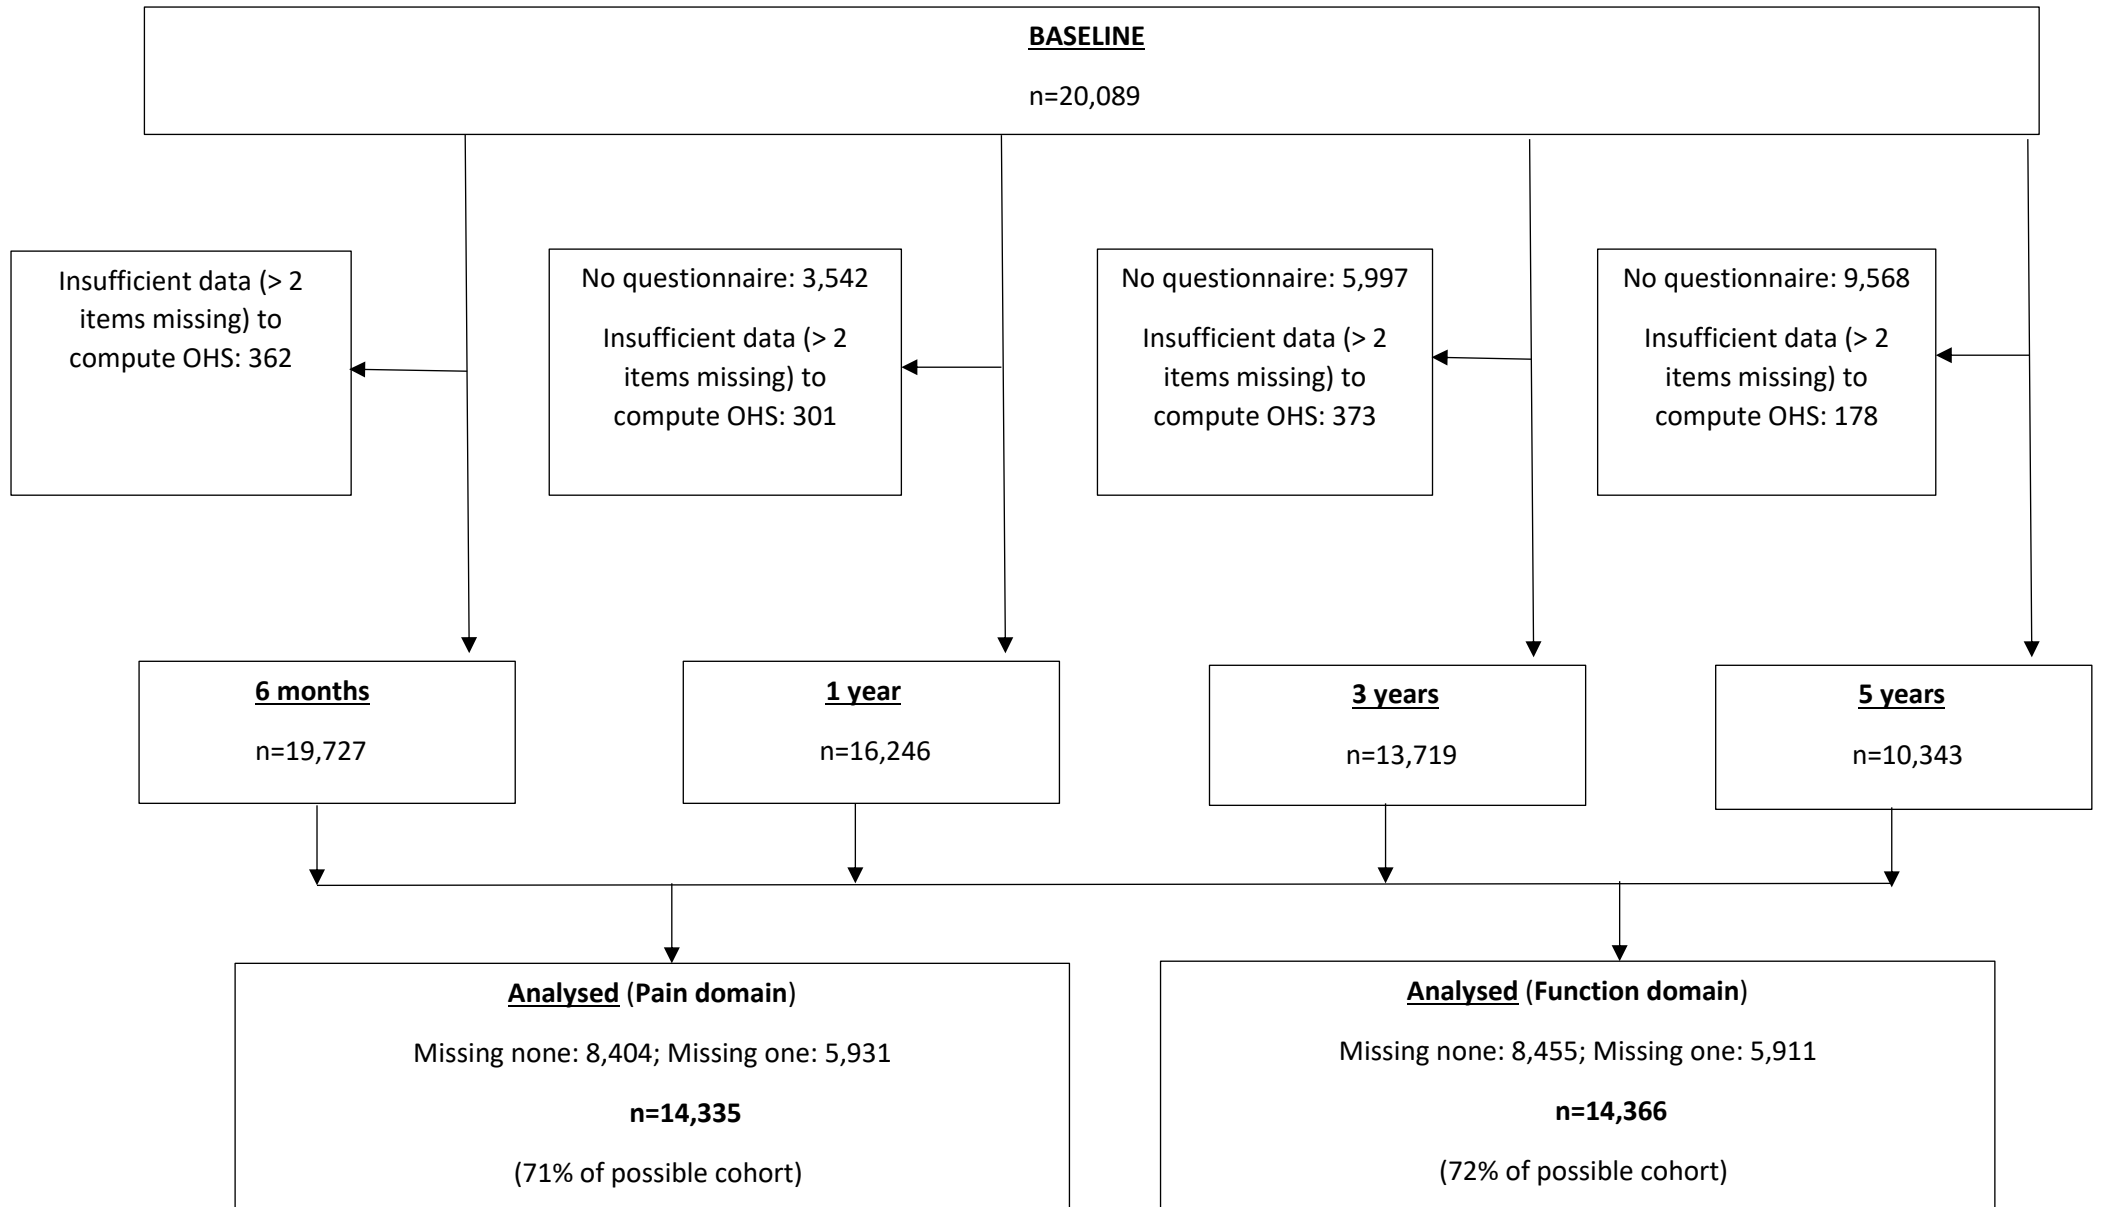 BASELINE
n=20,089
Insufficient data (> 2
items missing) to
compute OHS: 362
No questionnaire: 3,542
Insufficient data (> 2
items missing) to
compute OHS: 301
No questionnaire: 5,997
Insufficient data (> 2
items missing) to
compute OHS: 373
No questionnaire: 9,568
Insufficient data (> 2
items missing) to
compute OHS: 178
6 months
n=19,727
1 year
n=16,246
3 years
n=13,719
5 years
n=10,343
Analysed (Pain domain)
Missing none: 8,404; Missing one: 5,931
n=14,335
(71% of possible cohort)
Analysed (Function domain)
Missing none: 8,455; Missing one: 5,911
n=14,366
(72% of possible cohort)